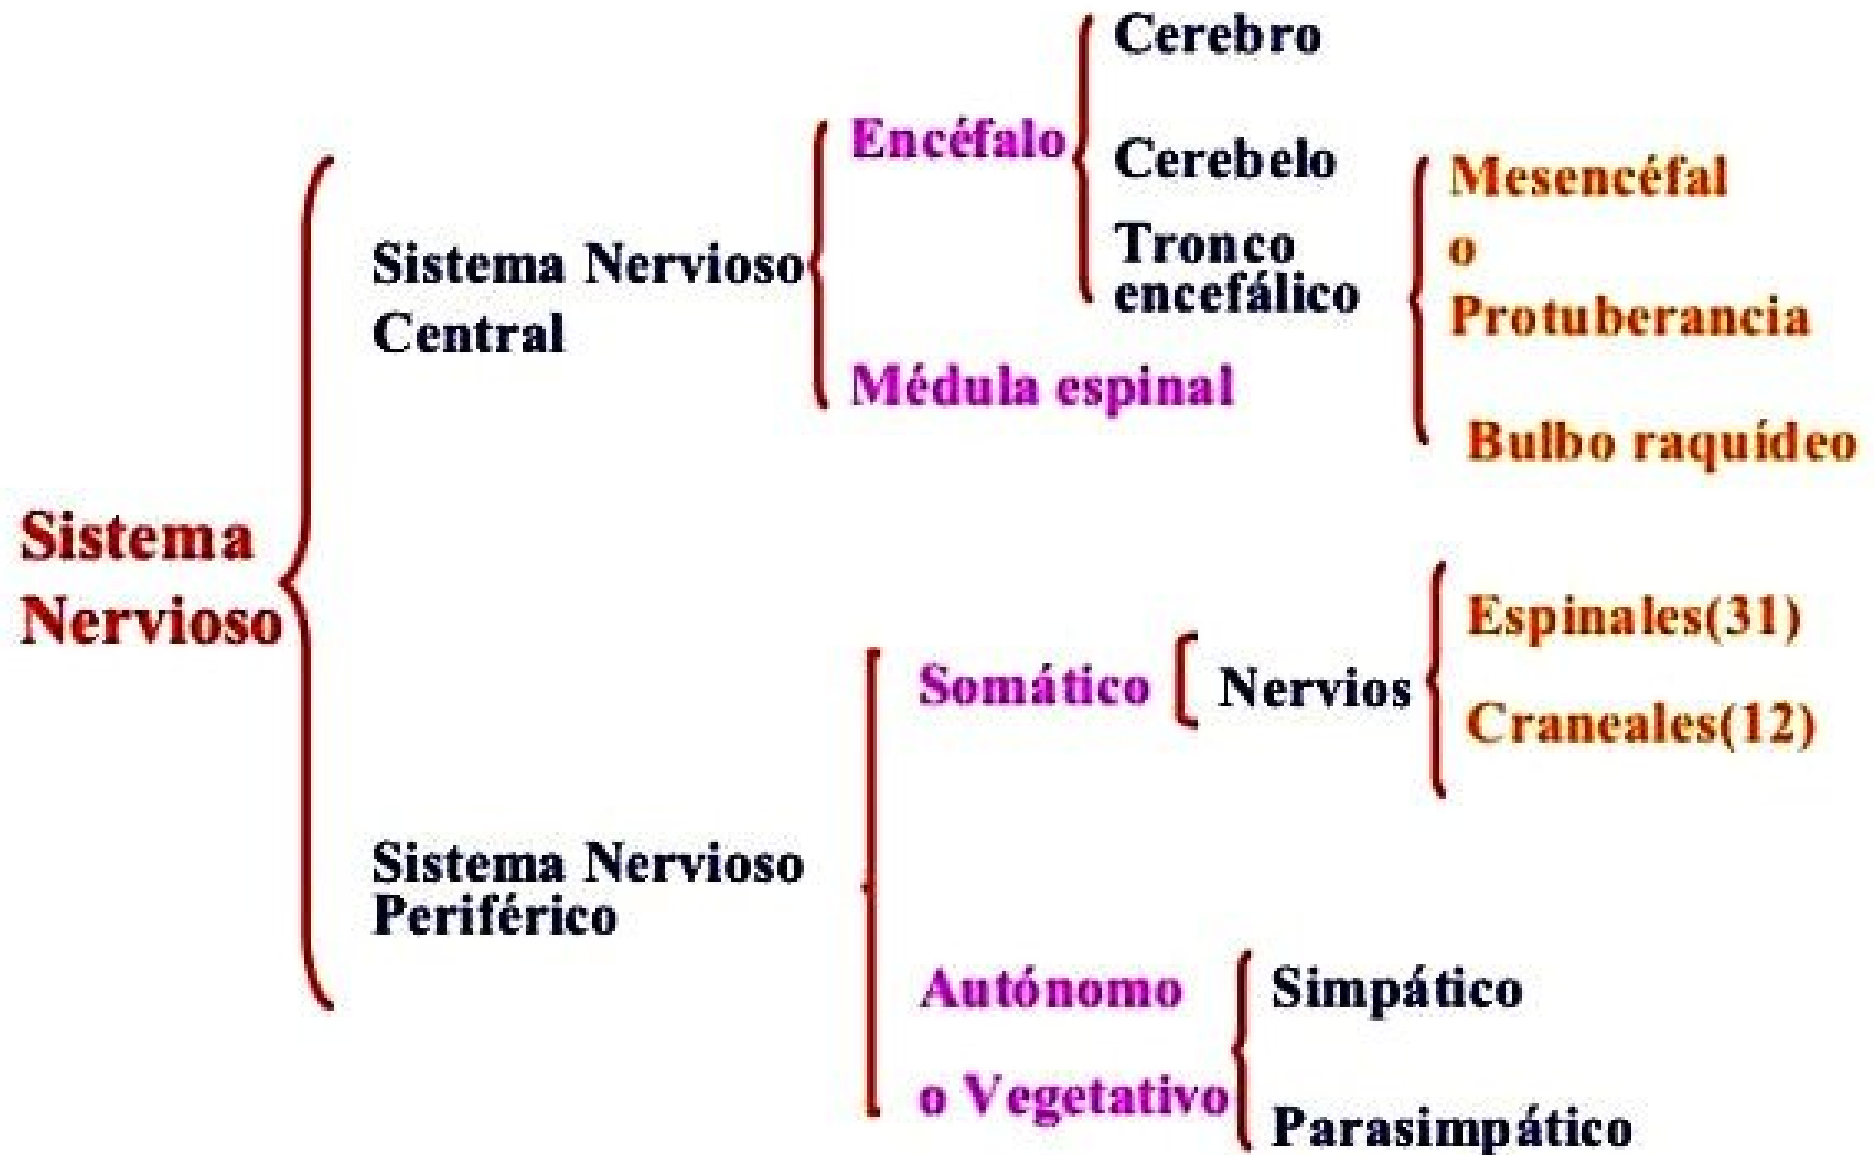 Sistema
Nervioso
Sistema Nervioso
Central
Encéfalo
Cerebro
Cerebelo
Tronco
encefálico
Mesencéfal
o
Protuberancia
Bulbo raquídeo
Médula espinal
Sistema Nervioso
Periférico
Somático
Nervios
Espinales(31)
Craneales(12)
Autónomo
o Vegetativo
Simpático
Parasimpático